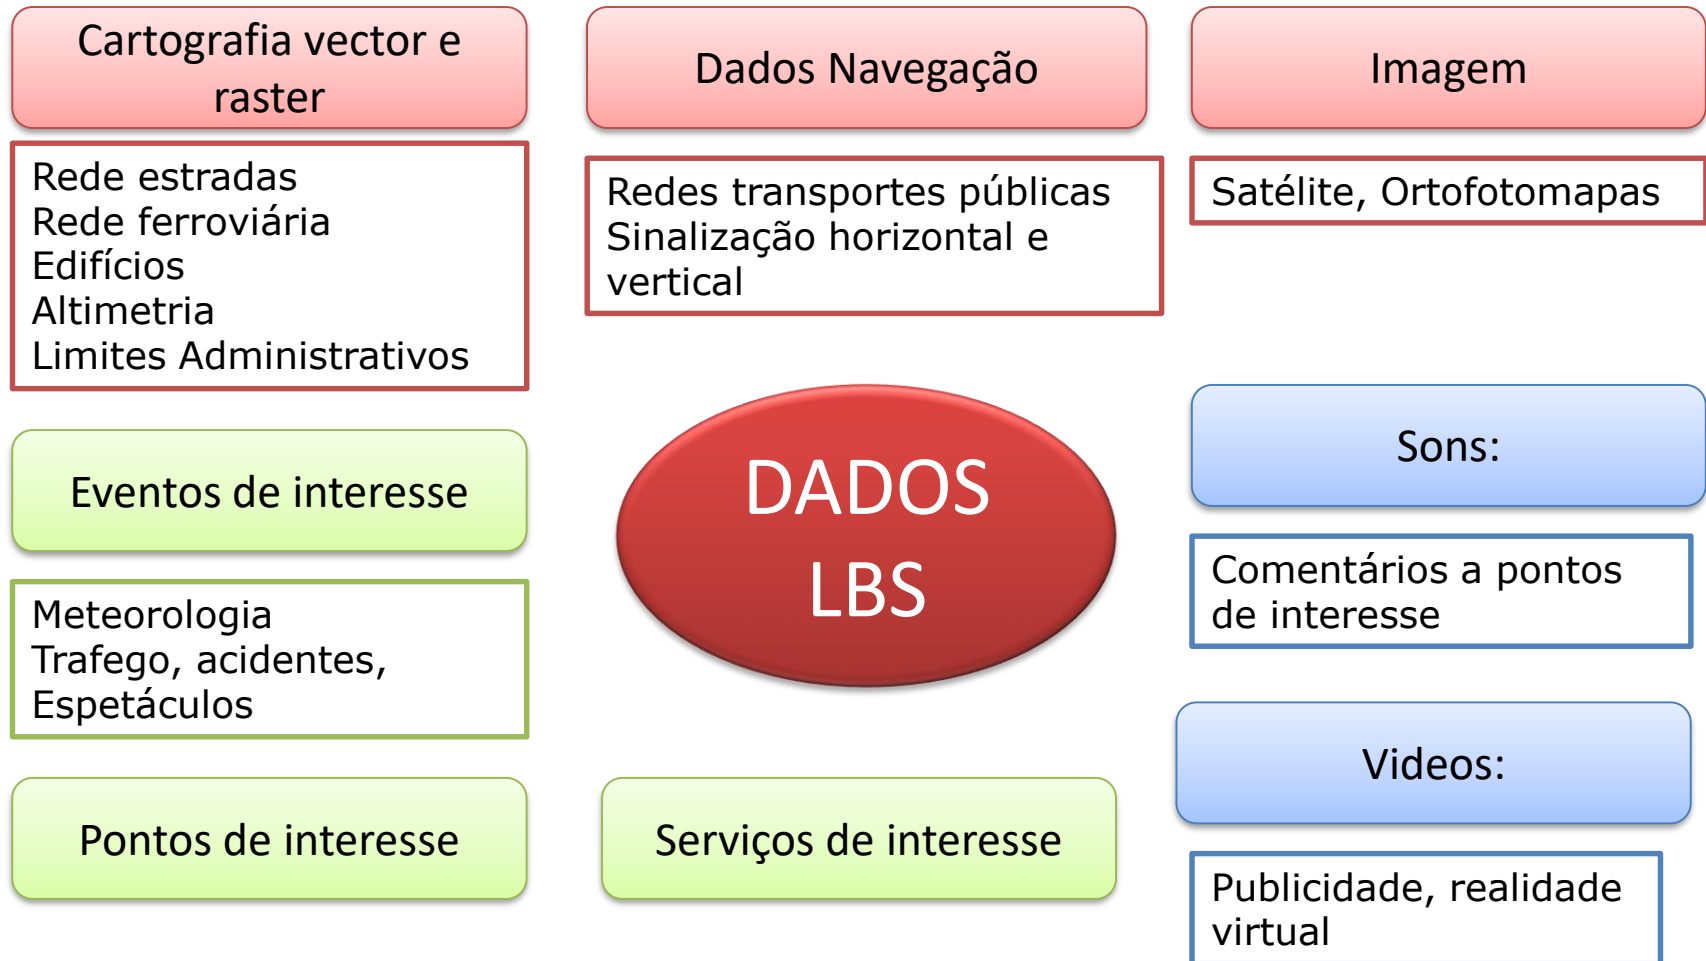 Cartografia vector e
raster
Rede estradas
Rede ferroviária
Edifícios
Altimetria
Limites Administrativos
Dados Navegação
Redes transportes públicas
Sinalização horizontal e
vertical
Imagem
Satélite, Ortofotomapas
DADOS
LBS
Eventos de interesse
Meteorologia
Trafego, acidentes,
Espetáculos
Sons:
Comentários a pontos
de interesse
Pontos de interesse
Serviços de interesse
Videos:
Publicidade, realidade
virtual